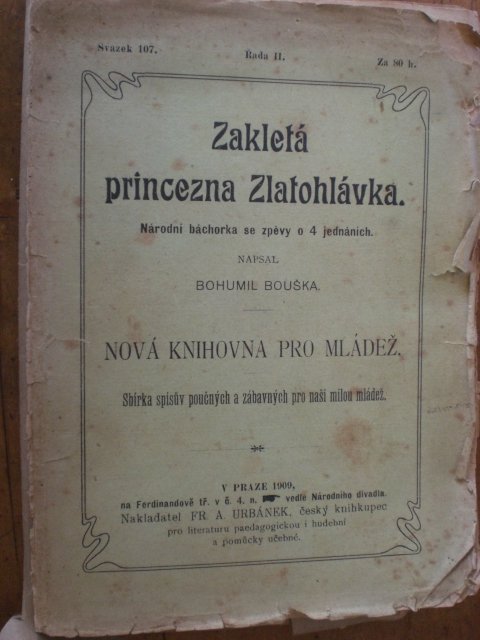 Svazek 107.
Řada II.
Za 80 h.
Zakletá
princezna Zlatohlávka.
Národní báchorka se zpěvy o 4 jednáních.
NAPSAL
BOHUMIL BOUŠKA.
NOVÁ KNIHOVNA PRO MLÁDEŽ.
Sbírka spisův poučných a zábavných pro naši milou mládež.
V PRAZE 1909,
na Ferdinandově tř. v č. 4. n. vedlé Národního divadla.
Nakladatel FR. A. URBÁNEK, český knihkupec
pro literaturu paedagogickou i hudební
a pomůcky učebné.